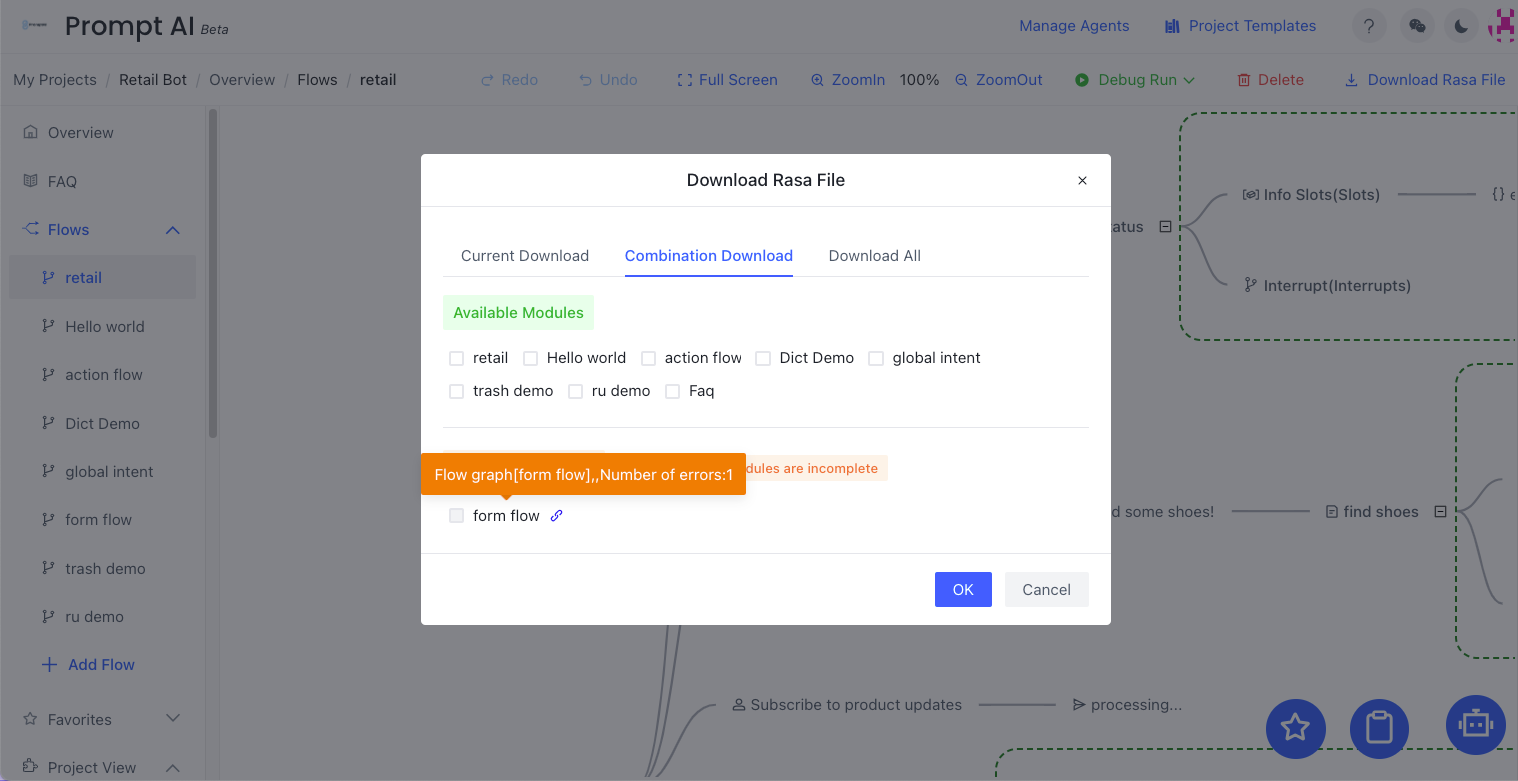 Prompt AI Beta
Manage Agents
Project Templates
?
My Projects / Retail Bot / Overview / Flows / retail
Redo
Undo
Full Screen
ZoomIn
100%
ZoomOut
Debug Run
Delete
Download Rasa File
Overview
FAQ
Flows
retail
Hello world
action flow
Dict Demo
global intent
form flow
trash demo
ru demo
Add Flow
Favorites
Project View
Download Rasa File
Current Download
Combination Download
Download All
Available Modules
retail
Hello world
action flow
Dict Demo
global intent
trash demo
ru demo
Faq
are incomplete
Flow graph[form flow],,Number of errors:1
form flow
OK
Cancel
Info Slots(Slots)
Interrupt(Interrupts)
some shoes!
find shoes
Subscribe to product updates
processing...